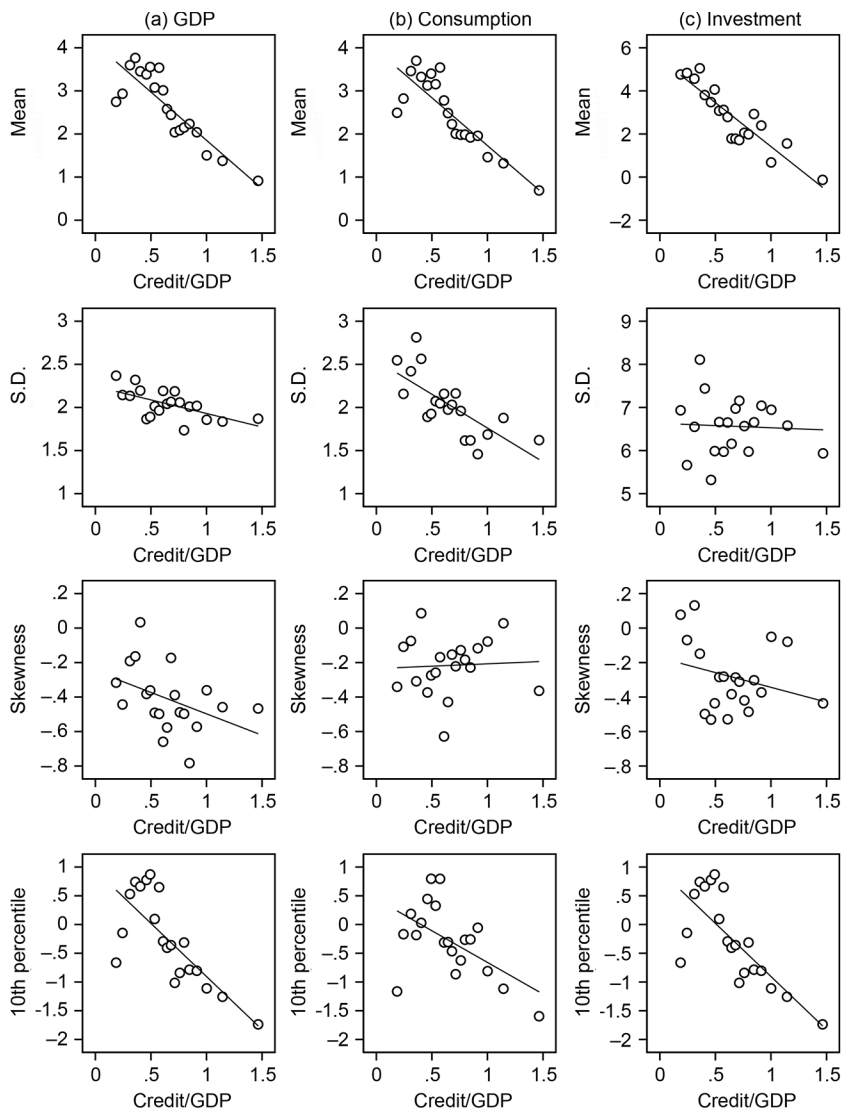 (a) GDP (b) Consumption (c) Investment
Mean
4
3
2
1
0
0 .5 1 1.5
Credit/GDP
Mean
4
3
2
1
0
0 .5 1 1.5
Credit/GDP
Mean
6
4
2
0
–2
0 .5 1 1.5
Credit/GDP
S.D.
3
2.5
2
1.5
1
0 .5 1 1.5
Credit/GDP
S.D.
3
2.5
2
1.5
1
0 .5 1 1.5
Credit/GDP
S.D.
9
8
7
6
5
0 .5 1 1.5
Credit/GDP
Skewness
.2
0
–.2
–.4
–.6
–.8
0 .5 1 1.5
Credit/GDP
Skewness
.2
0
–.2
–.4
–.6
–.8
0 .5 1 1.5
Credit/GDP
Skewness
.2
0
–.2
–.4
–.6
–.8
0 .5 1 1.5
Credit/GDP
10th percentile
1
.5
0
-.5
-1
-1.5
–2
0 .5 1 1.5
Credit/GDP
10th percentile
1
.5
0
-.5
-1
-1.5
–2
0 .5 1 1.5
Credit/GDP
10th percentile
1
.5
0
-.5
-1
-1.5
–2
0 .5 1 1.5
Credit/GDP